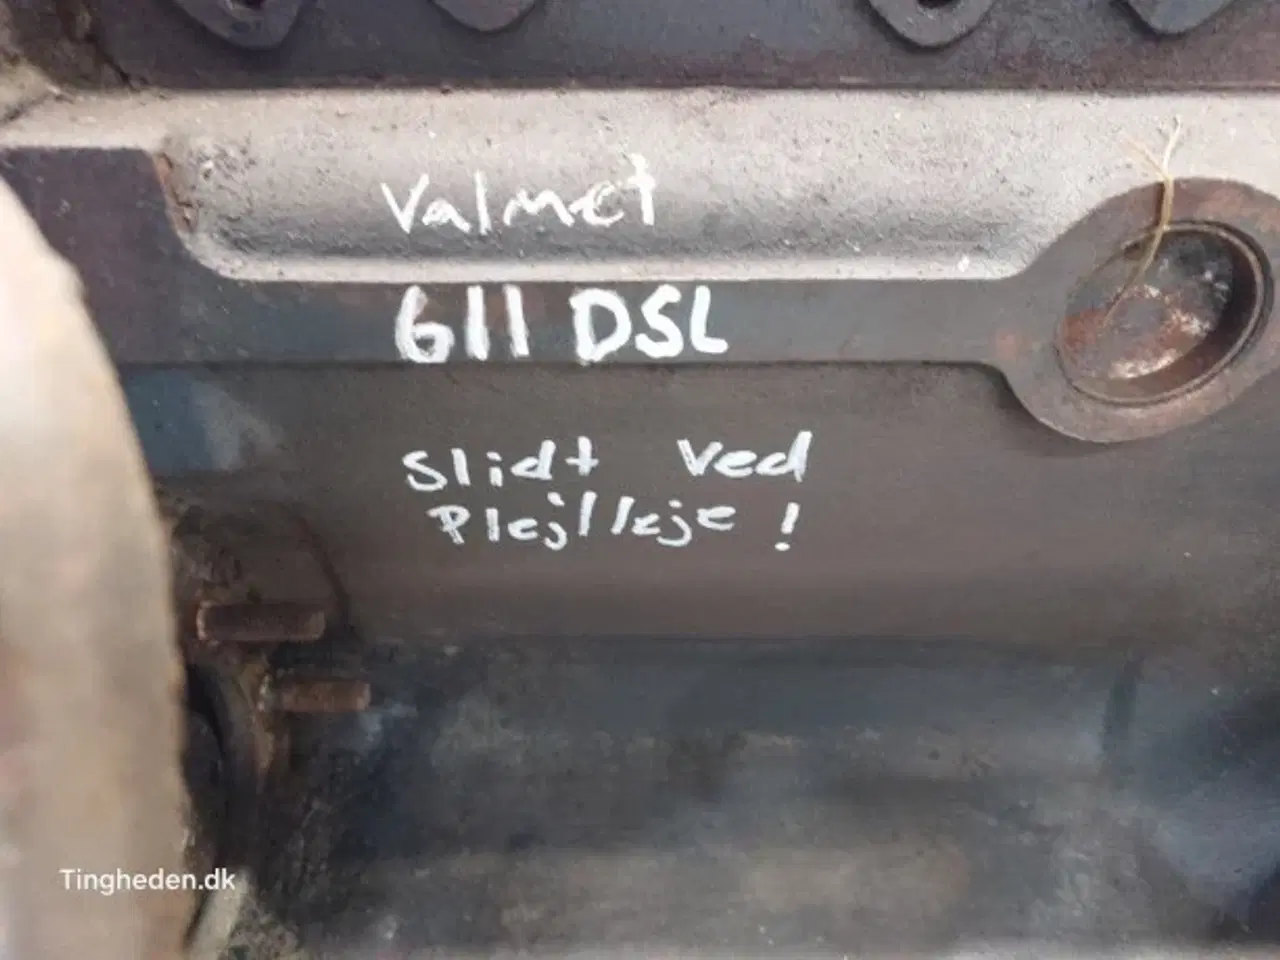 Valmet
611 DSL
Slidt ved
Plejlleje !
Tingheden.dk